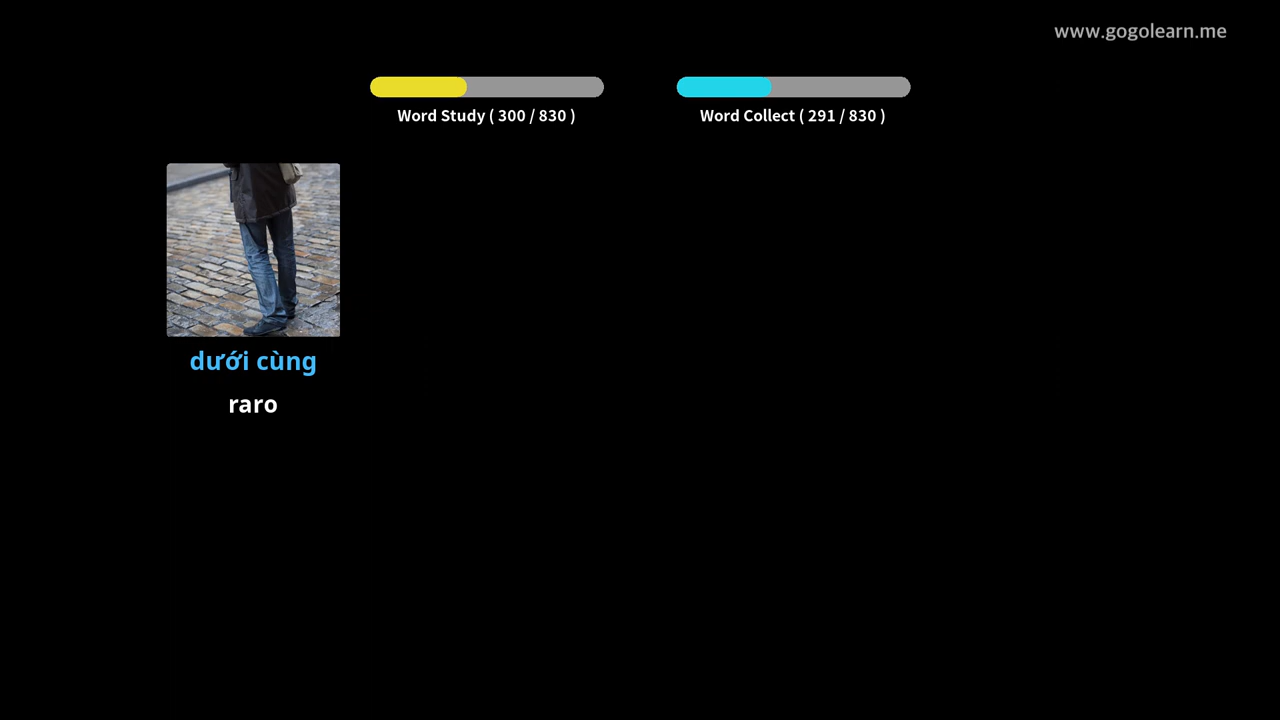 www.gogolearn.me
Word Study ( 300 / 830 )
Word Collect ( 291 / 830 )
dưới cùng
raro